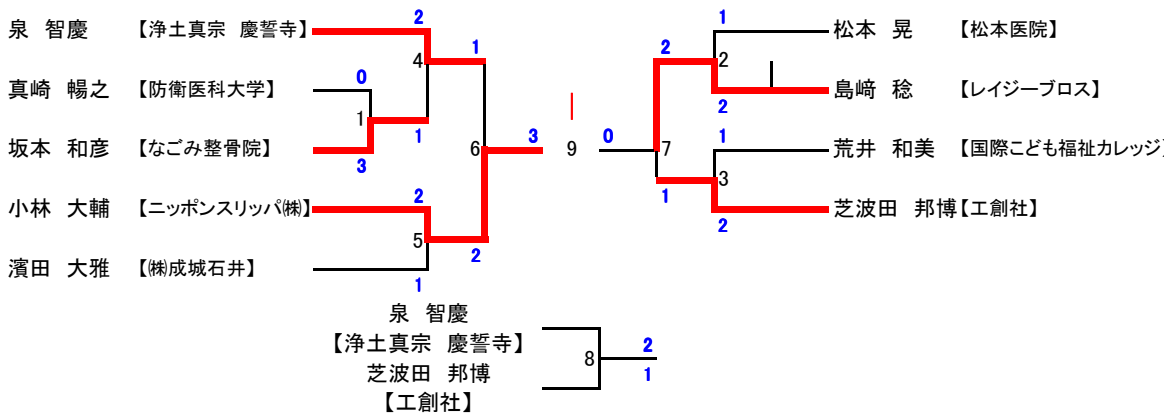 泉 智慶 【浄土真宗 慶誓寺】 2
4 1
真崎 暢之 【防衛医科大学】 0
1
坂本 和彦 【なごみ整骨院】 3 1
6 3
小林 大輔 【ニッポンスリッパ㈱】 2
5 2
濱田 大雅 【㈱成城石井】 1
9
1 松本 晃 【松本医院】
2 2
2 島﨑 稔 【レイジーブロス】
0 7
1 荒井 和美 【国際こども福祉カレッジ】
1 3
2 芝波田 邦博【工創社】
泉 智慶
【浄土真宗 慶誓寺】
8 2
芝波田 邦博 1
【工創社】